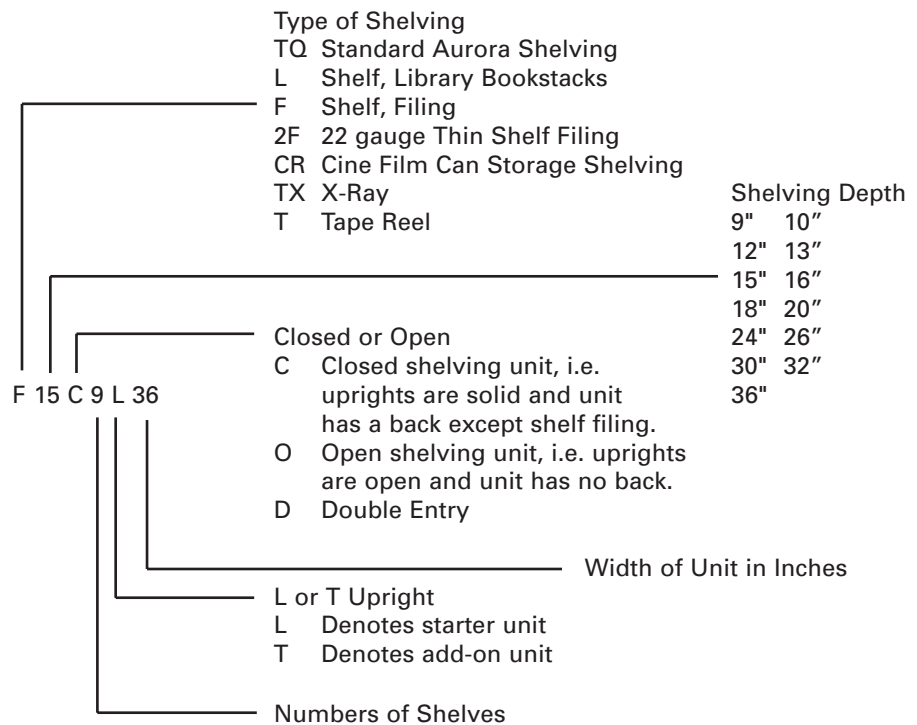 Type of Shelving
TQ Standard Aurora Shelving
L Shelf, Library Bookstacks
F Shelf, Filing
2F 22 gauge Thin Shelf Filing
CR Cine Film Can Storage Shelving
TX X-Ray
T Tape Reel
Shelving Depth
9" 10”
12" 13”
15" 16”
18" 20”
24" 26”
30" 32”
36"
Closed or Open
C Closed shelving unit, i.e.
uprights are solid and unit
has a back except shelf filing.
O Open shelving unit, i.e. uprights
are open and unit has no back.
D Double Entry
F 15 C 9 L 36
Width of Unit in Inches
L or T Upright
L Denotes starter unit
T Denotes add-on unit
Numbers of Shelves